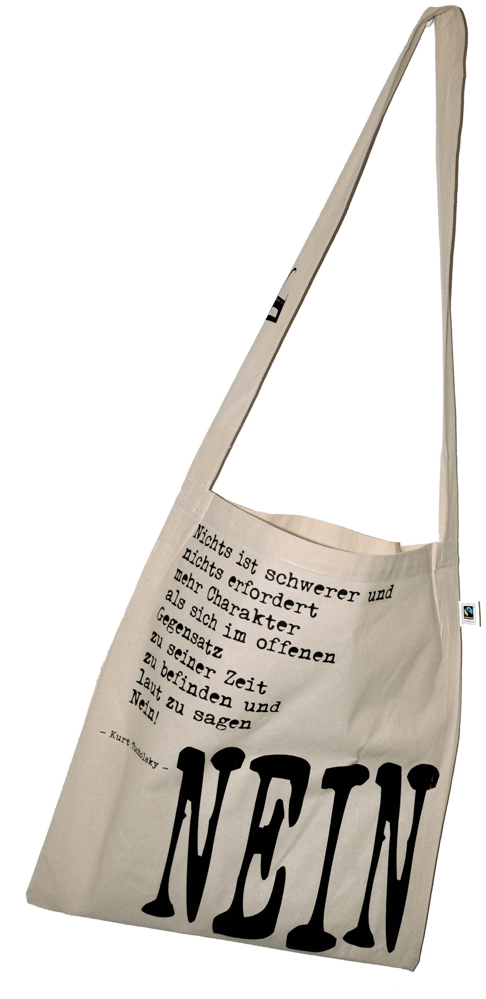 Nichts ist schwerer und
nichts erfordert
mehr Charakter
als sich im offenen
Gegensatz
zu seiner Zeit
zu befinden und
laut zu sagen
Nein!
– Kurt Tucholsky –
NEIN